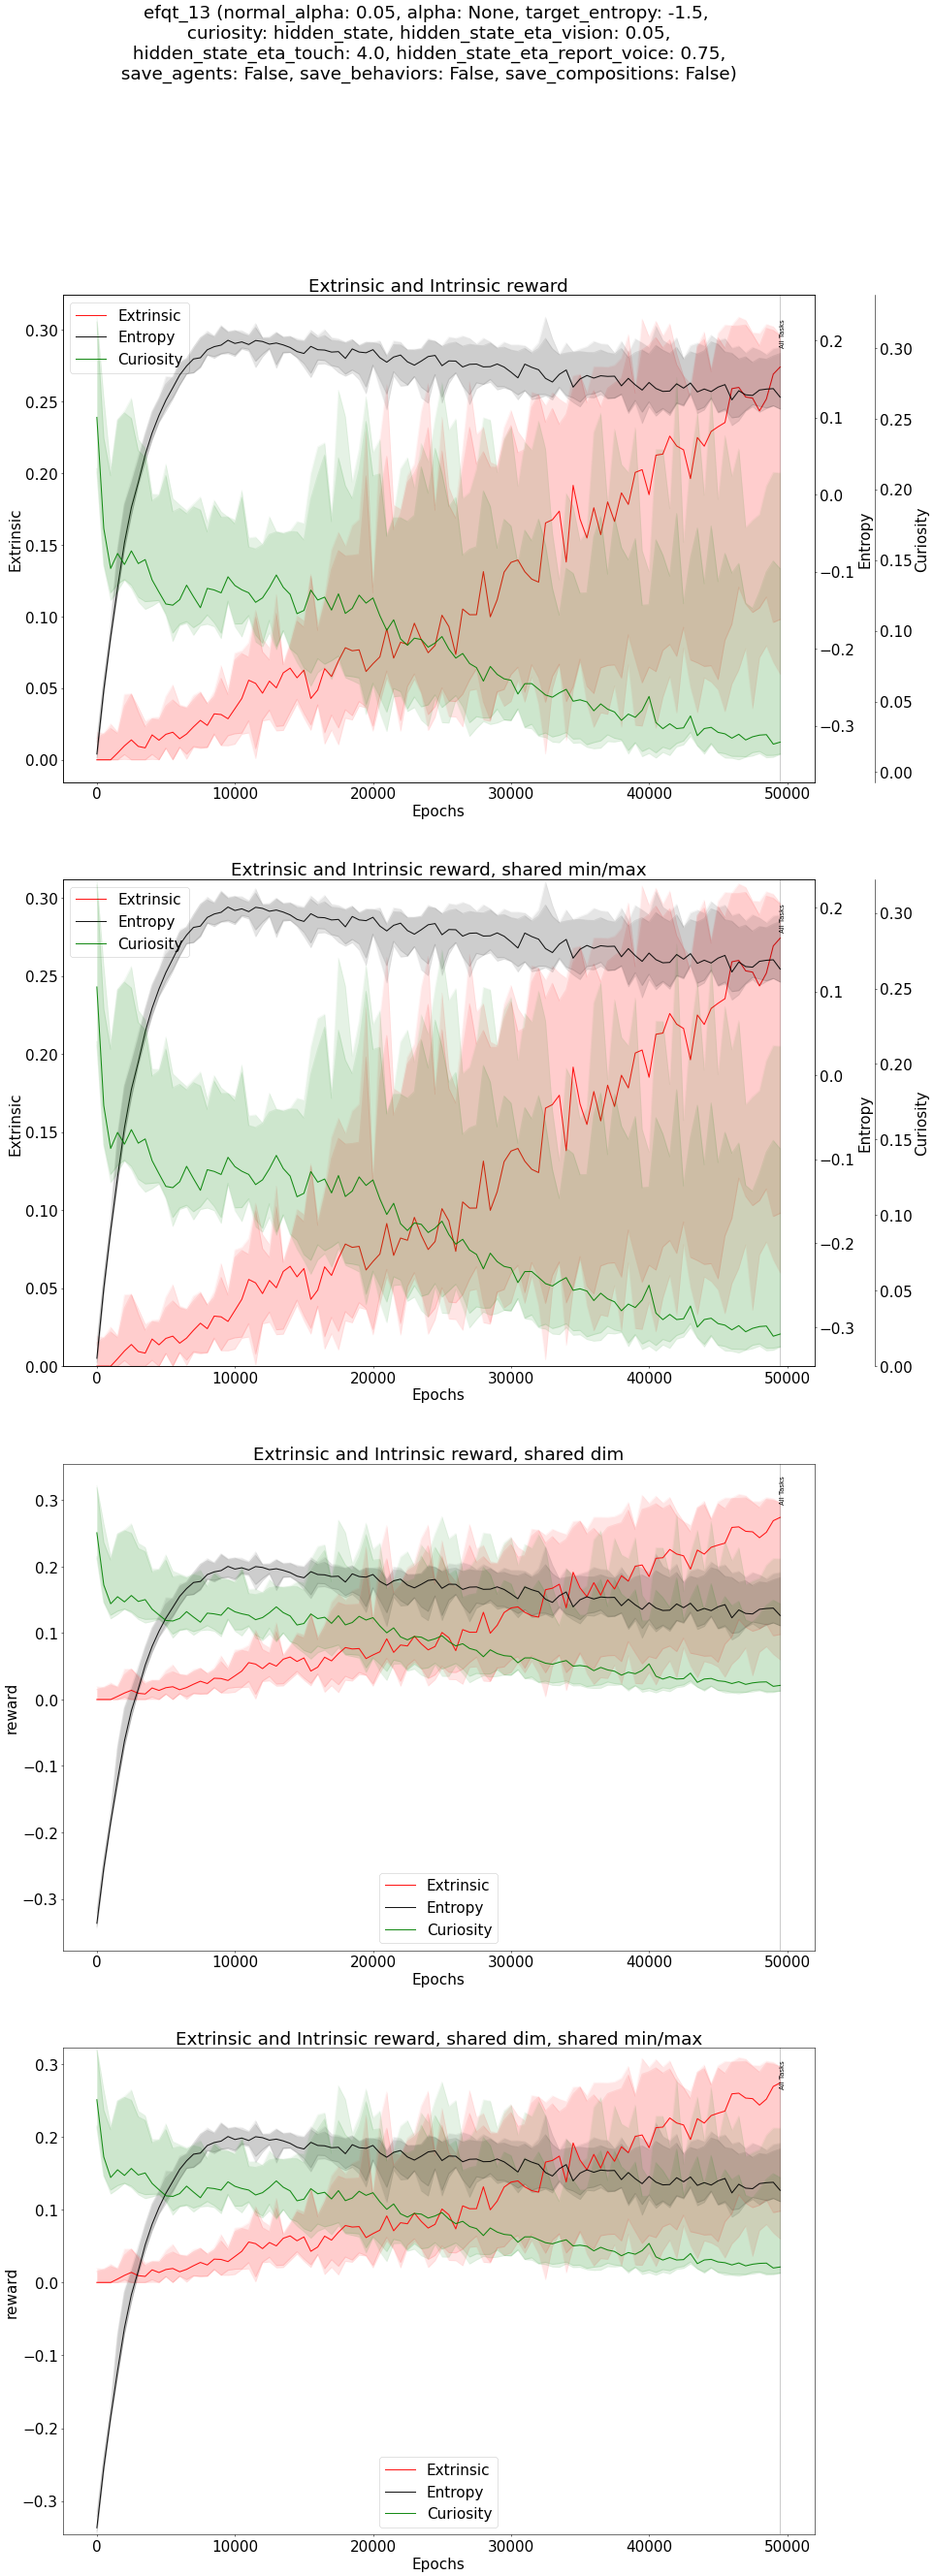 efqt_13 (normal_alpha: 0.05, alpha: None, target_entropy: -1.5,
curiosity: hidden_state, hidden_state_eta_vision: 0.05,
hidden_state_eta_touch: 4.0, hidden_state_eta_report_voice: 0.75,
save_agents: False, save_behaviors: False, save_compositions: False)
Extrinsic and Intrinsic reward
Extrinsic
Entropy
Curiosity
All Tasks
0.30
0.25
0.20
0.15
0.10
0.05
0.00
Extrinsic
0.2
0.1
0.0
−0.1
−0.2
−0.3
Entropy
0.30
0.25
0.20
0.15
0.10
0.05
0.00
Curiosity
0
10000
20000
30000
40000
50000
Epochs
Extrinsic and Intrinsic reward, shared min/max
Extrinsic
Entropy
Curiosity
All Tasks
0.30
0.25
0.20
0.15
0.10
0.05
0.00
Extrinsic
0.2
0.1
0.0
−0.1
−0.2
−0.3
Entropy
0.30
0.25
0.20
0.15
0.10
0.05
0.00
Curiosity
0
10000
20000
30000
40000
50000
Epochs
Extrinsic and Intrinsic reward, shared dim
All Tasks
0.3
0.2
0.1
0.0
−0.1
−0.2
−0.3
reward
Extrinsic
Entropy
Curiosity
0
10000
20000
30000
40000
50000
Epochs
Extrinsic and Intrinsic reward, shared dim, shared min/max
All Tasks
0.3
0.2
0.1
0.0
−0.1
−0.2
−0.3
reward
Extrinsic
Entropy
Curiosity
0
10000
20000
30000
40000
50000
Epochs